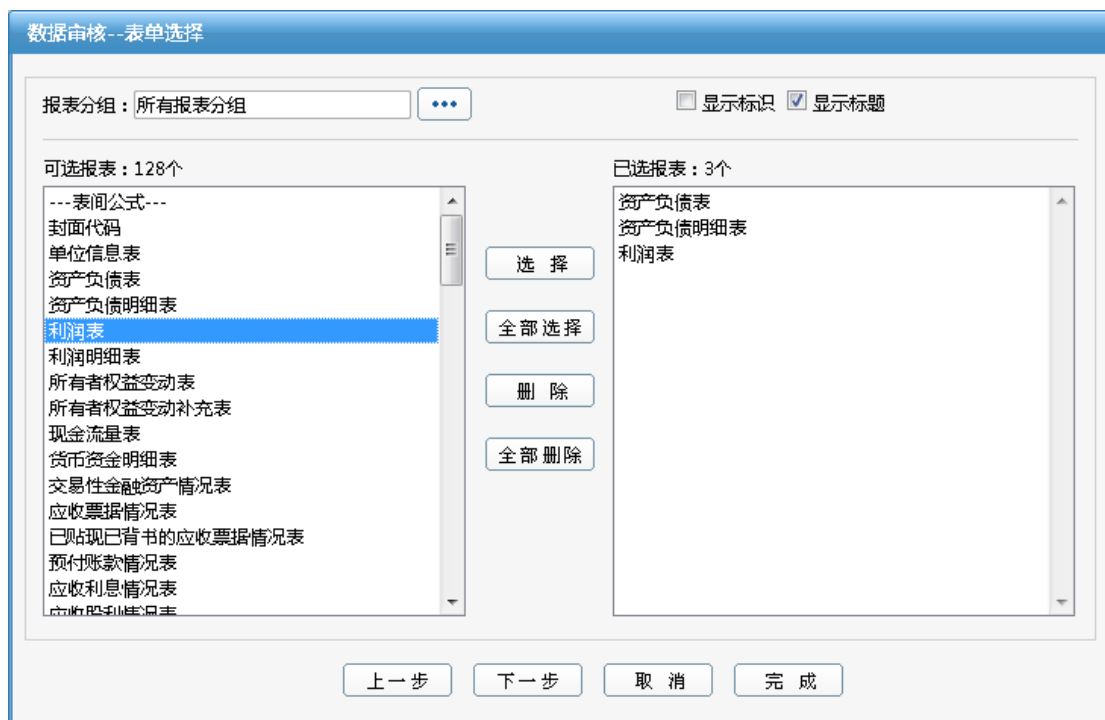 数据审核--表单选择
报表分组：所有报表分组 ••• 显示标识 显示标题
可选报表：128个
---表间公式---
封面代码
单位信息表
资产负债表
资产负债明细表
利润表
利润明细表
所有者权益变动表
所有者权益变动补充表
现金流量表
货币资金明细表
交易性金融资产情况表
应收票据情况表
已贴现已背书的应收票据情况表
预付账款情况表
应收利息情况表
应收股利情况表
选 择
全部选择
删 除
全部删除
已选报表：3个
资产负债表
资产负债明细表
利润表
上一步 下一步 取 消 完 成